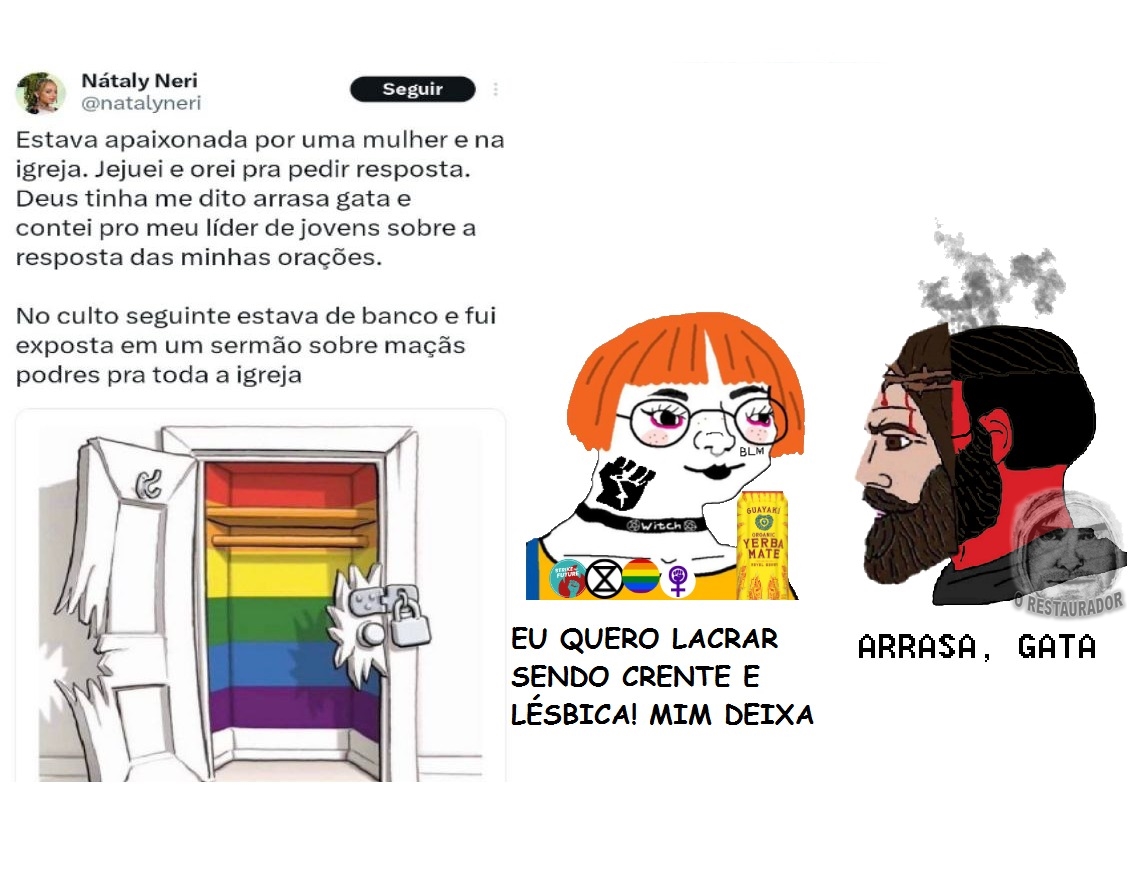 Nátaly Neri
@natalyneri
Seguir
Estava apaixonada por uma mulher e na
igreja. Jejuei e orei pra pedir resposta.
Deus tinha me dito arrasa gata e
contei pro meu líder de jovens sobre a
resposta das minhas orações.
No culto seguinte estava de banco e fui
exposta em um sermão sobre maçãs
podres pra toda a igreja
BLM
Witch
GUAYAKI
ORGANIC
YERBA
MATE
STRIKE
FUTURE
EU QUERO LACRAR
SENDO CRENTE E
LÉSBICA! MIM DEIXA
O RESTAURADOR
ARRASA, GATA